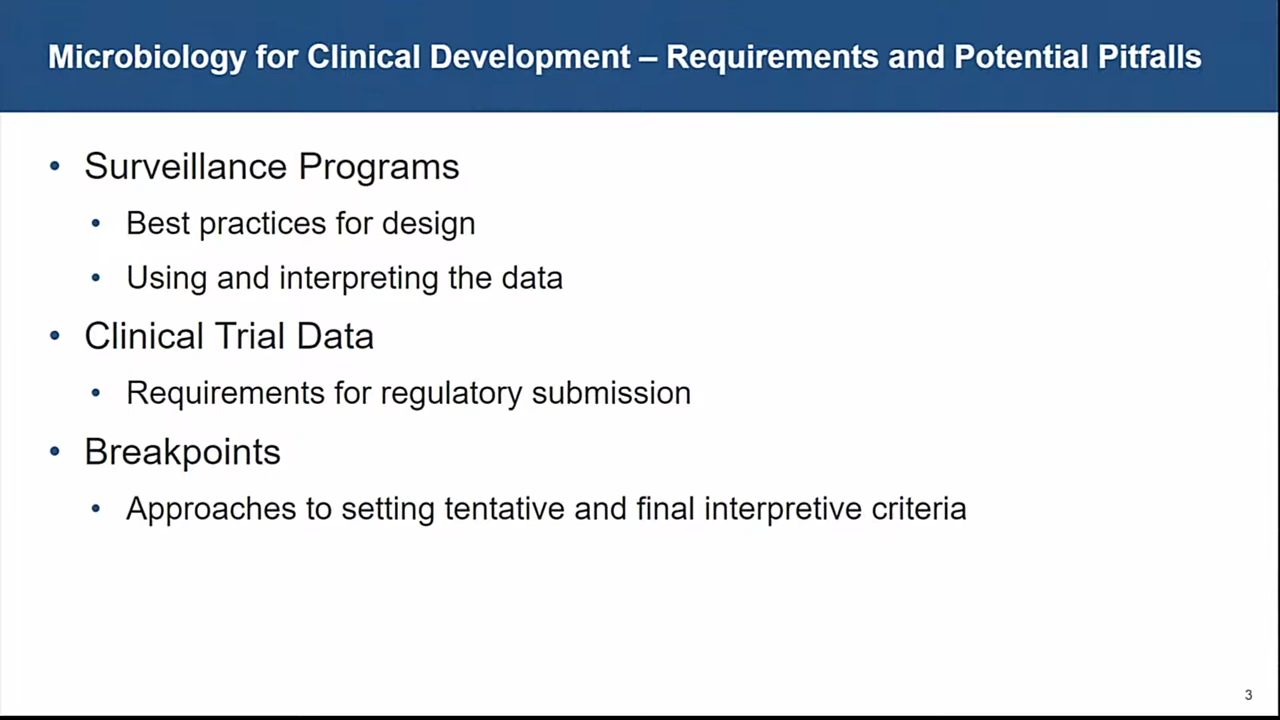 Microbiology for Clinical Development – Requirements and Potential Pitfalls
• Surveillance Programs
• Best practices for design
• Using and interpreting the data
• Clinical Trial Data
• Requirements for regulatory submission
• Breakpoints
• Approaches to setting tentative and final interpretive criteria
3